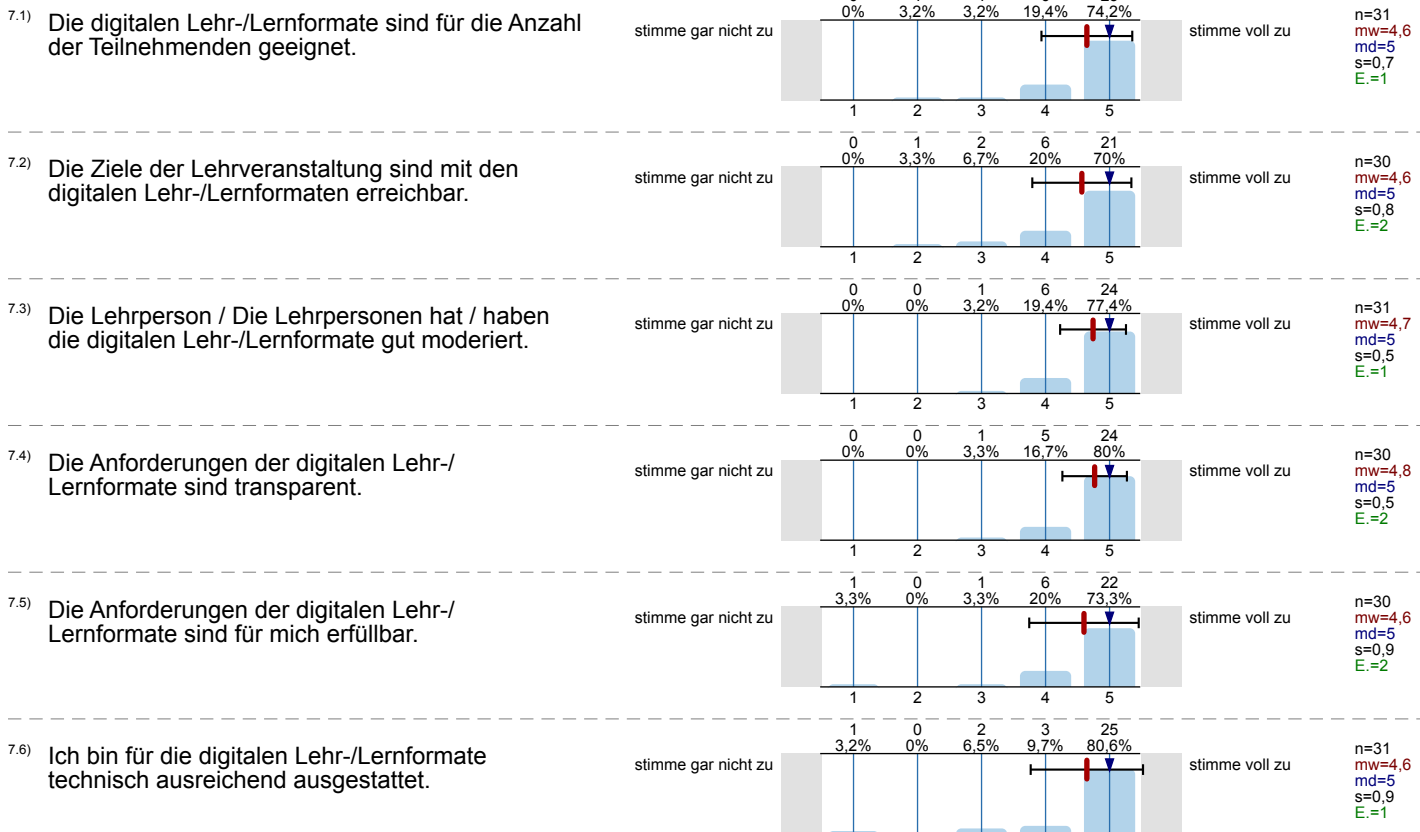 7.1) Die digitalen Lehr-/Lernformate sind für die Anzahl
der Teilnehmenden geeignet.
stimme gar nicht zu
0% 3,2% 3,2% 19,4% 74,2%
1 2 3 4 5
stimme voll zu
n=31
mw=4,6
md=5
s=0,7
E.=1
7.2) Die Ziele der Lehrveranstaltung sind mit den
digitalen Lehr-/Lernformaten erreichbar.
stimme gar nicht zu
0 1 2 6 21
0% 3,3% 6,7% 20% 70%
1 2 3 4 5
stimme voll zu
n=30
mw=4,6
md=5
s=0,8
E.=2
7.3) Die Lehrperson / Die Lehrpersonen hat / haben
die digitalen Lehr-/Lernformate gut moderiert.
stimme gar nicht zu
0 0 1 6 24
0% 0% 3,2% 19,4% 77,4%
1 2 3 4 5
stimme voll zu
n=31
mw=4,7
md=5
s=0,5
E.=1
7.4) Die Anforderungen der digitalen Lehr-/
Lernformate sind transparent.
stimme gar nicht zu
0 0 1 5 24
0% 0% 3,3% 16,7% 80%
1 2 3 4 5
stimme voll zu
n=30
mw=4,8
md=5
s=0,5
E.=2
7.5) Die Anforderungen der digitalen Lehr-/
Lernformate sind für mich erfüllbar.
stimme gar nicht zu
1 0 1 6 22
3,3% 0% 3,3% 20% 73,3%
1 2 3 4 5
stimme voll zu
n=30
mw=4,6
md=5
s=0,9
E.=2
7.6) Ich bin für die digitalen Lehr-/Lernformate
technisch ausreichend ausgestattet.
stimme gar nicht zu
1 0 2 3 25
3,2% 0% 6,5% 9,7% 80,6%
stimme voll zu
n=31
mw=4,6
md=5
s=0,9
E.=1